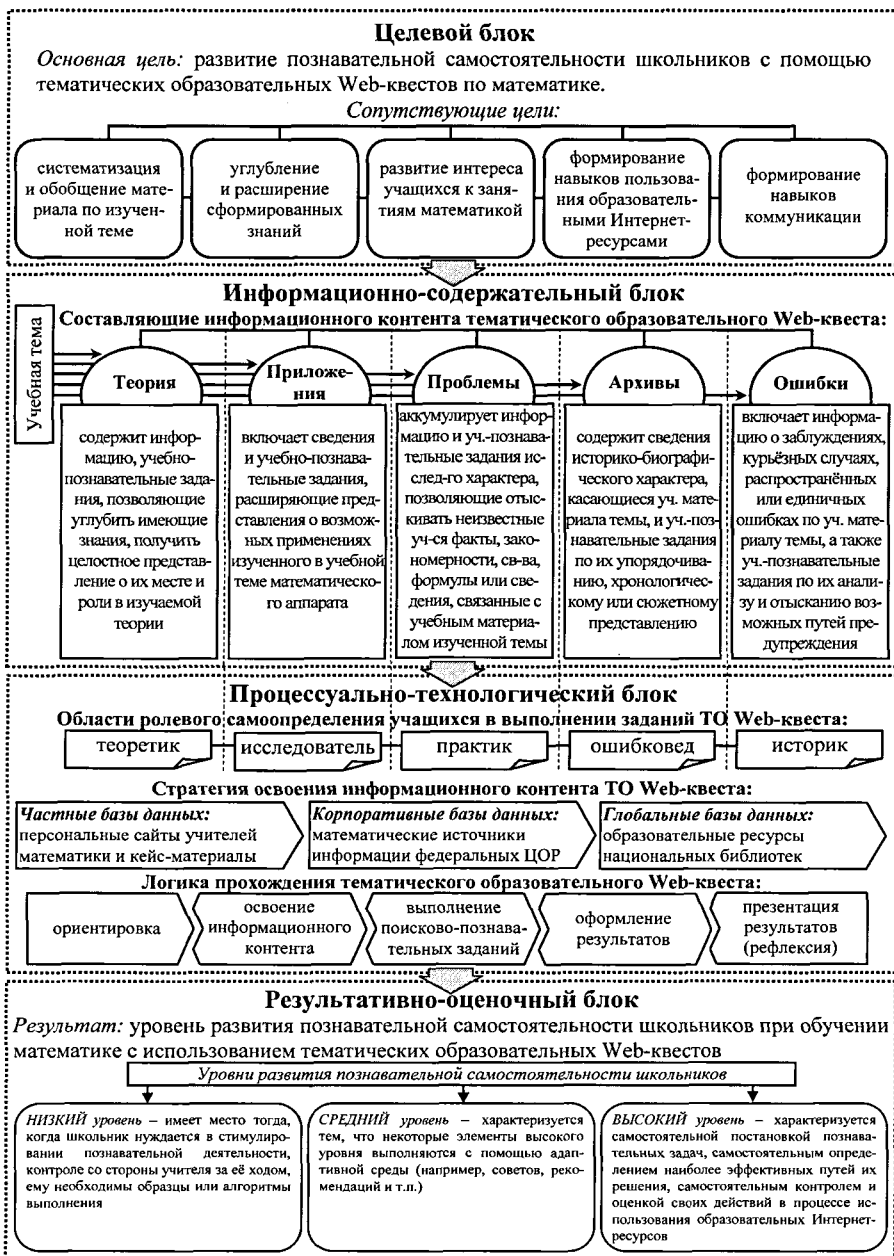 Целевой блок
Основная цель: развитие познавательной самостоятельности школьников с помощью
тематических образовательных Web-квестов по математике.
Сопутствующие цели:
систематизация
и обобщение мате-
риала по изучен-
ной теме
углубление
и расширение
сформированных
знаний
развитие интереса
учащихся к заня-
тиям математикой
формирование
навыков пользова-
ния образователь-
ными Интернет-
ресурсами
формирование
навыков
коммуникации
Информационно-содержательный блок
Составляющие информационного контента тематического образовательного Web-квеста:
Учебная тема
Теория
Приложе-
ния
Проблемы
Архивы
Ошибки
содержит инфор-
мацию, учебно-
познавательные зада-
ния, позволяющие
углубить имеющие
знания, получить
целостное представ-
ление о их месте и
роли в изучаемой
теории
включает сведения
и учебно-познава-
тельные задания,
расширяющие пред-
ставления о возмож-
ных применениях
изученного в учебной
теме математическо-
го аппарата
аккумулирует инфор-
мацию и уч.-познава-
тельные задания ис-
след-го характера,
позволяющие отыс-
кивать неизвестные
уч-ся факты, зако-
номерности, св-ва,
формулы или све-
дения, связанные с
учебным материа-
лом изученной темы
содержит сведения
историко-биографи-
ческого характера,
касающиеся уч. ма-
териала темы, и уч.-поз-
навательные задания
по их упорядочива-
нию, хронологичес-
кому или сюжетному
представлению
включает информа-
цию о заблуждениях,
курьёзных случаях,
распространённых
или единичных
ошибках по уч. мате-
риалу темы, а также
уч.-познавательные
задания по их анали-
зу и отысканию воз-
можных путей пре-
дупреждения
Процессуально-технологический блок
Области ролевого самоопределения учащихся в выполнении заданий ТО Web-квеста:
теоретик
исследователь
практик
ошибковед
историк
Стратегия освоения информационного контента ТО Web-квеста:
Частные базы данных:
персональные сайты учителей
математики и кейс-материалы
Корпоративные базы данных:
математические источники
информации федеральных ЦОР
Глобальные базы данных:
образовательные ресурсы
национальных библиотек
Логика прохождения тематического образовательного Web-квеста:
ориентировка
освоение
информационного
контента
выполнение
поисково-познава-
тельных заданий
оформление
результатов
презентация
результатов
(рефлексия)
Результативно-оценочный блок
Результат: уровень развития познавательной самостоятельности школьников при обучении
математике с использованием тематических образовательных Web-квестов
Уровни развития познавательной самостоятельности школьников
НИЗКИЙ уровень – имеет место тогда,
когда школьник нуждается в стимулиро-
вании познавательной деятельности,
контроле со стороны учителя за её ходом,
ему необходимы образцы или алгоритмы
выполнения
СРЕДНИЙ уровень – характеризуется
тем, что некоторые элементы высокого
уровня выполняются с помощью адап-
тивной среды (например, советов, реко-
мендаций и т.п.)
ВЫСОКИЙ уровень – характеризуется
самостоятельной постановкой познава-
тельных задач, самостоятельным опреде-
лением наиболее эффективных путей их
решения, самостоятельным контролем и
оценкой своих действий в процессе ис-
пользования образовательных Интернет-
ресурсов